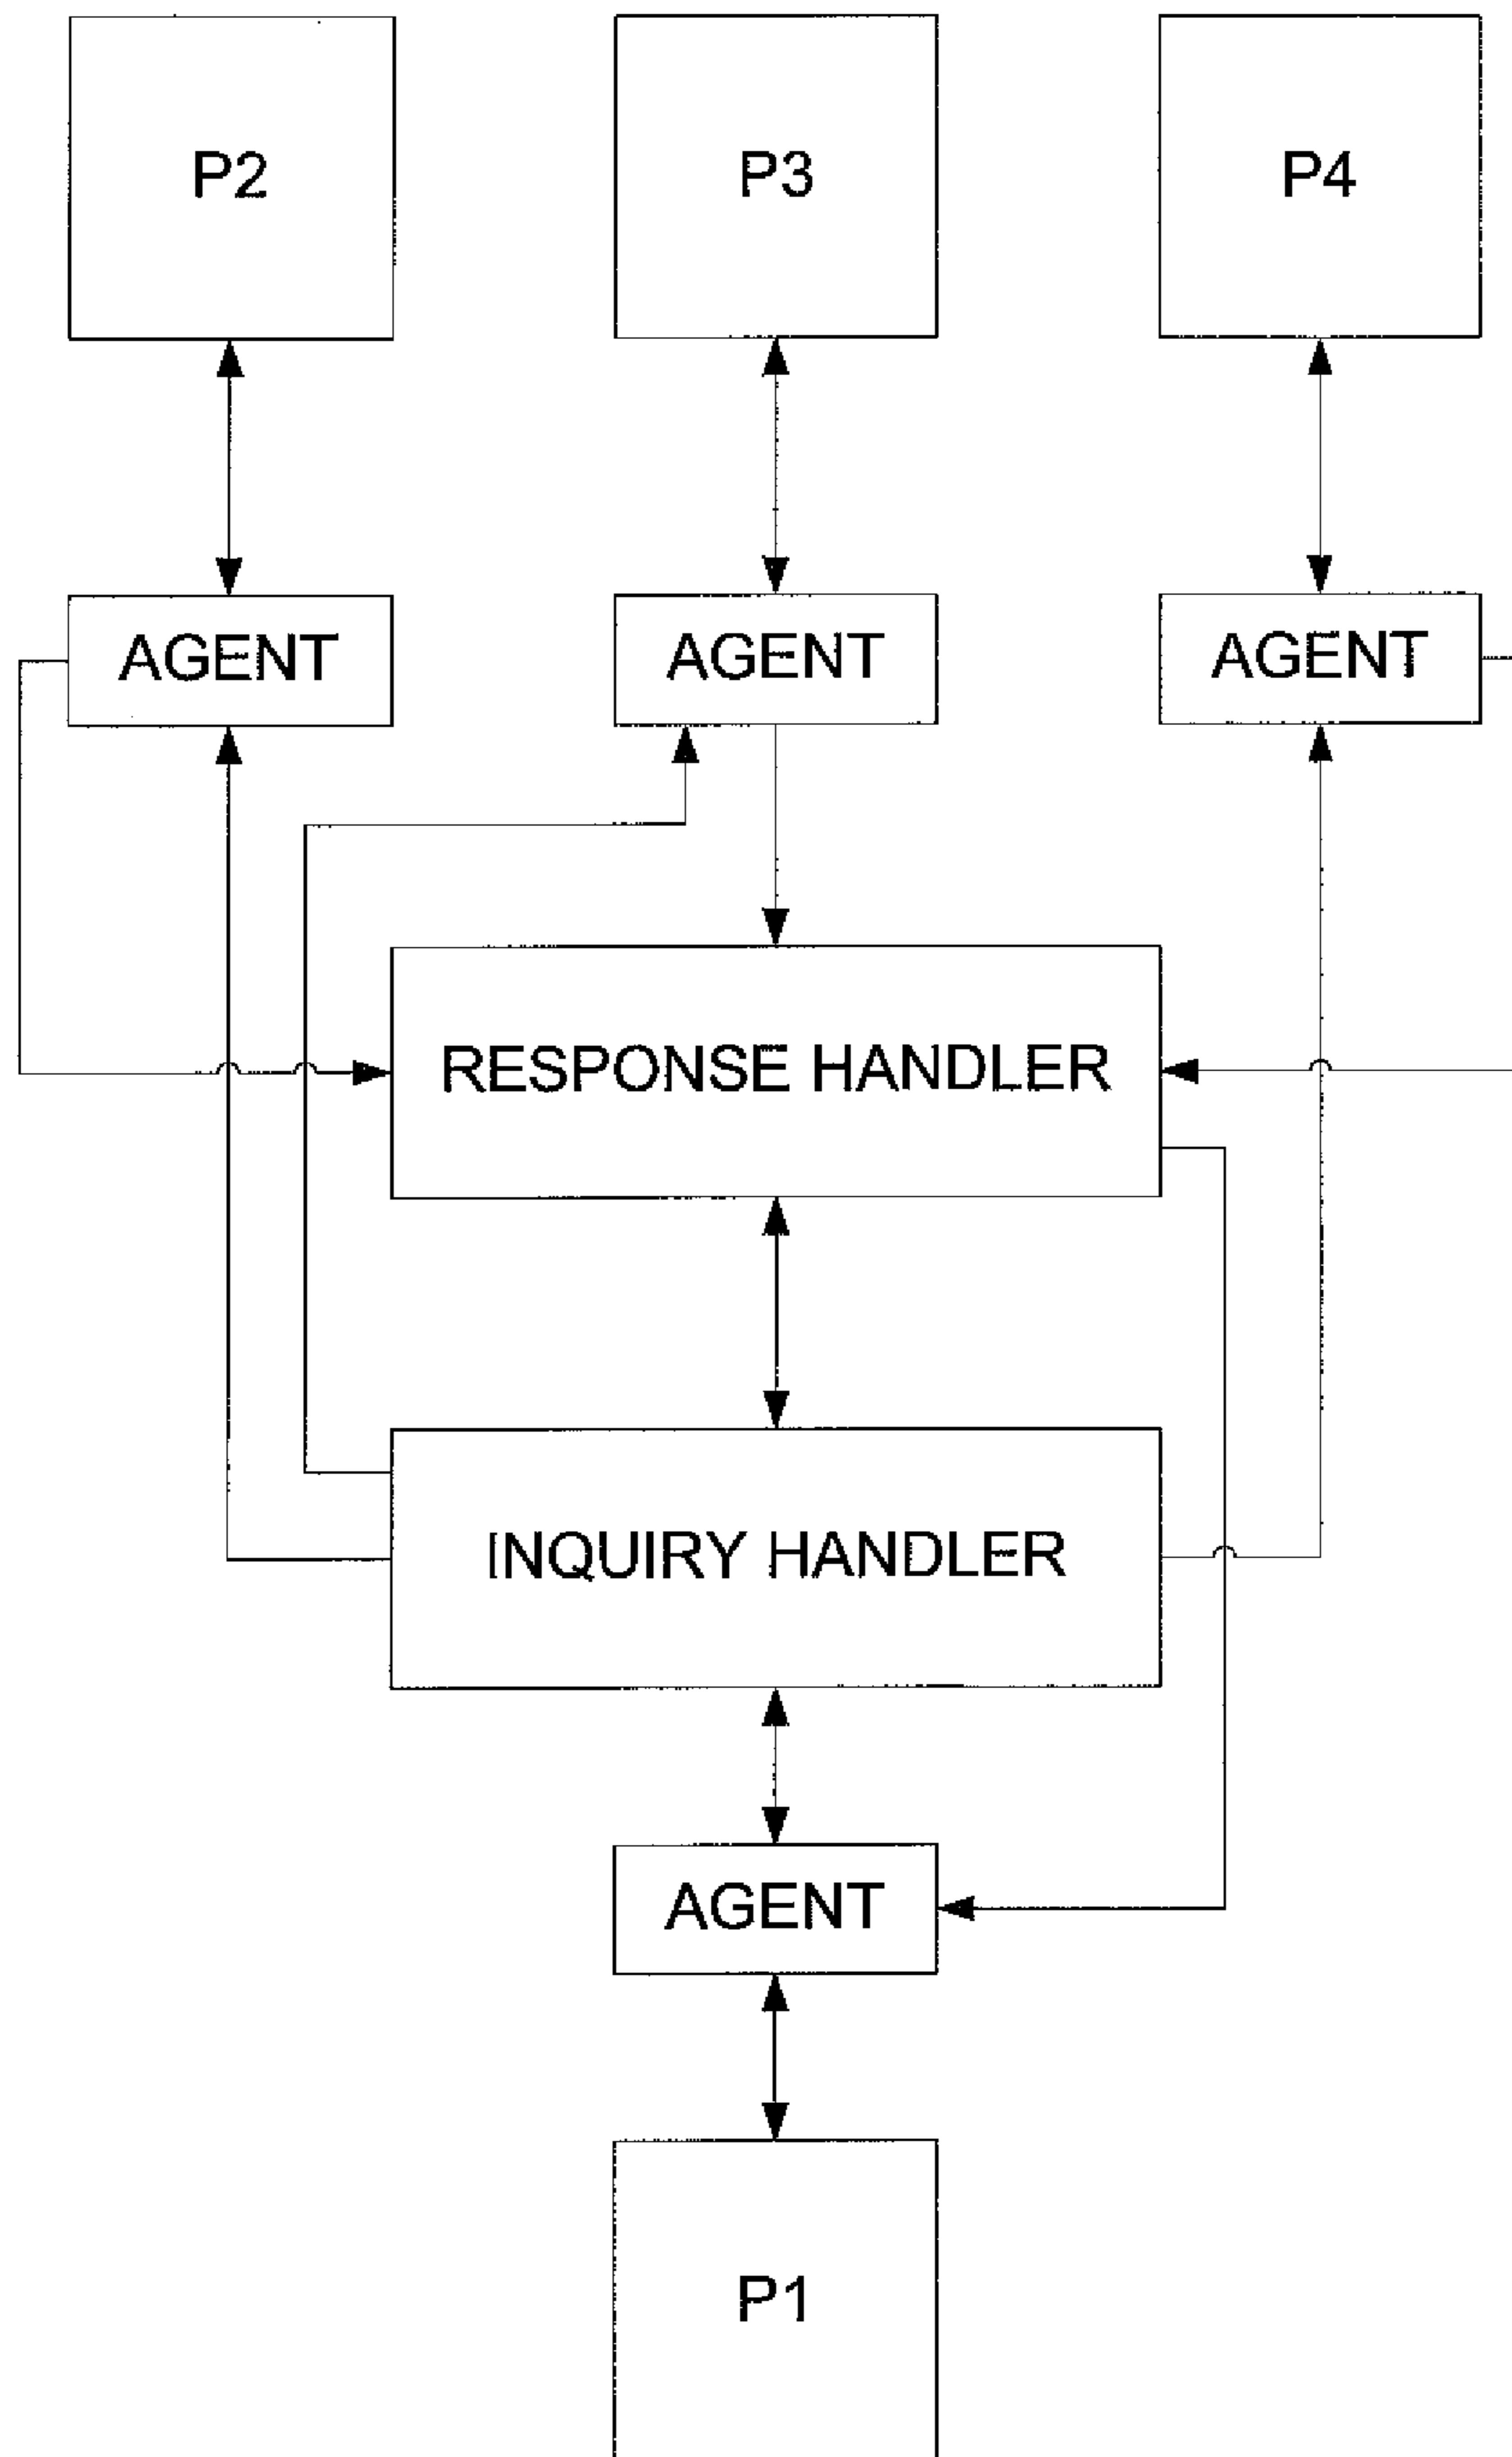 P2 P3 P4
AGENT AGENT AGENT
RESPONSE HANDLER
INQUIRY HANDLER
AGENT
P1